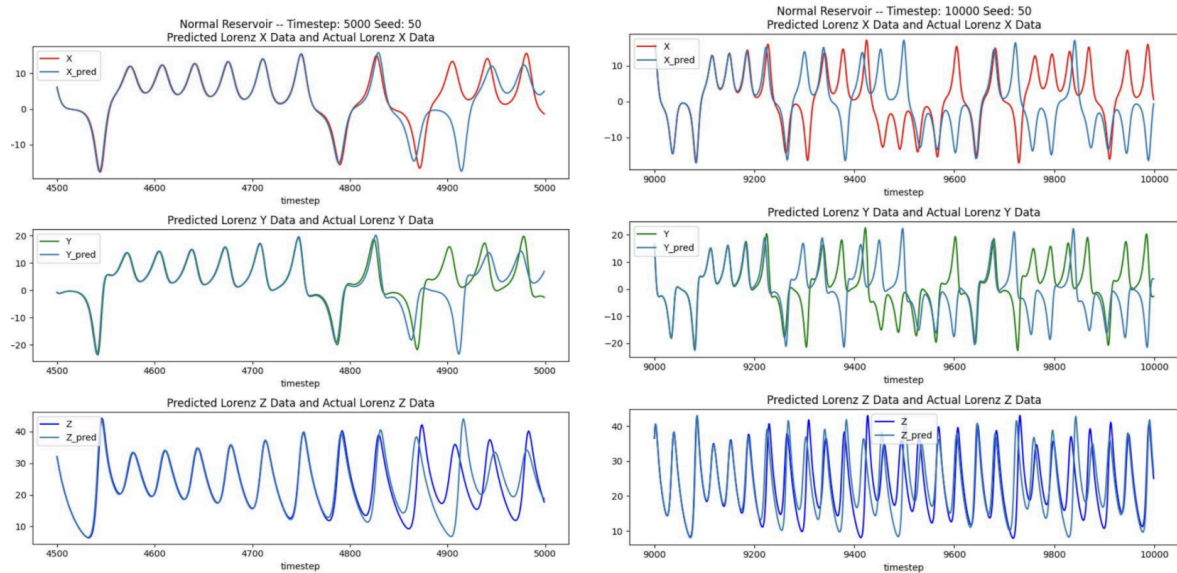 Normal Reservoir -- Timestep: 5000 Seed: 50
Predicted Lorenz X Data and Actual Lorenz X Data
X
X_pred
10
0
-10
4500 4600 4700 4800 4900 5000
timestep
Predicted Lorenz Y Data and Actual Lorenz Y Data
Y
Y_pred
20
10
0
-10
-20
4500 4600 4700 4800 4900 5000
timestep
Predicted Lorenz Z Data and Actual Lorenz Z Data
Z
Z_pred
40
30
20
10
4500 4600 4700 4800 4900 5000
timestep
Normal Reservoir -- Timestep: 10000 Seed: 50
Predicted Lorenz X Data and Actual Lorenz X Data
X
X_pred
10
0
-10
9000 9200 9400 9600 9800 10000
timestep
Predicted Lorenz Y Data and Actual Lorenz Y Data
Y
Y_pred
20
10
0
-10
-20
9000 9200 9400 9600 9800 10000
timestep
Predicted Lorenz Z Data and Actual Lorenz Z Data
Z
Z_pred
40
30
20
10
9000 9200 9400 9600 9800 10000
timestep